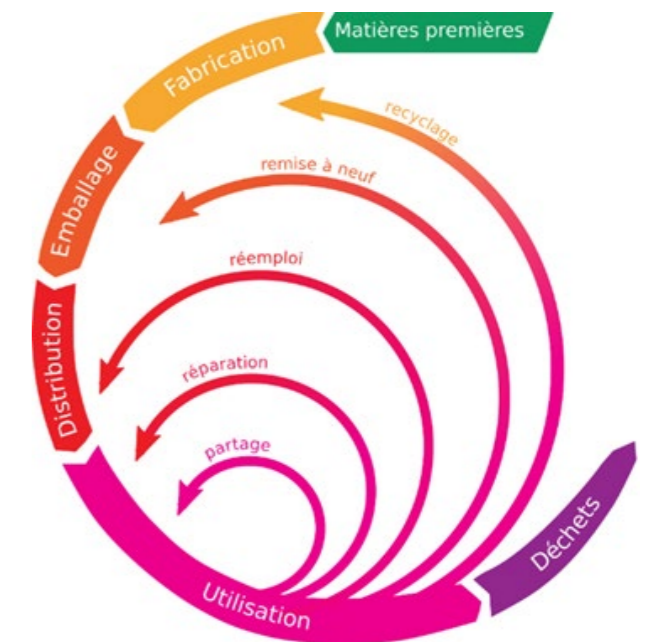 Matières premières
Fabrication
recyclage
Emballage
remise à neuf
réemploi
Distribution
réparation
partage
Déchets
Utilisation